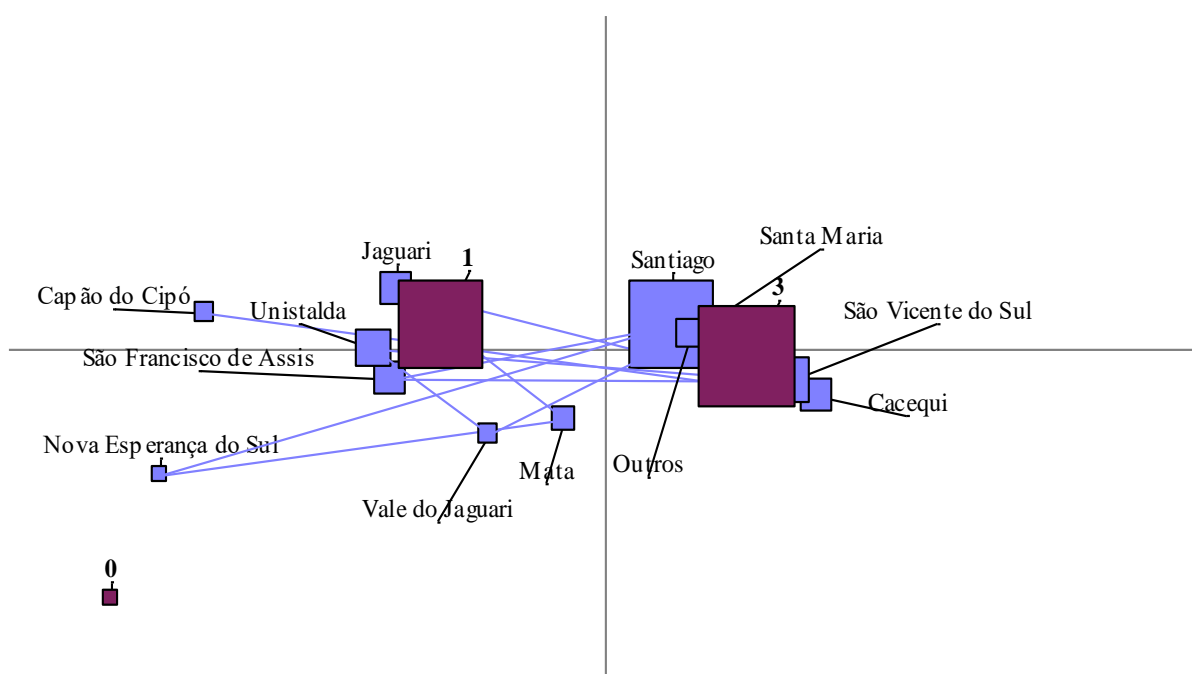 Santa Maria
Jaguari
1
Santiago
3
Capão do Cipó
Unistalda
São Vicente do Sul
São Francisco de Assis
Cacequi
Nova Esperança do Sul
Mata
Outros
Vale do Jaguari
0